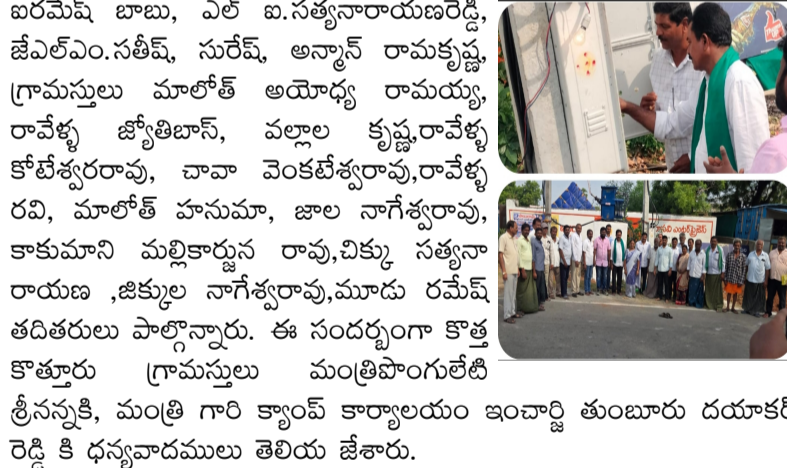 ఐరమేష్ బాబు, ఎల్ ఐ.సత్యనారాయణరెడ్డి,
జేఎల్ఎం.సతీష్, సురేష్, అన్మాన్ రామకృష్ణ,
గ్రామస్తులు మాలోత్ అయోధ్య రామయ్య,
రావేళ్ళ జ్యోతిబాస్, వల్లాల కృష్ణ,రావేళ్ళ
కోటేశ్వరరావు, చావా వెంకటేశ్వరావు,రావేళ్ళ
రవి, మాలోత్ హనుమా, జాల నాగేశ్వరావు,
కాకుమాని మల్లికార్జున రావు,చిక్కు సత్యనా
రాయణ ,జిక్కుల నాగేశ్వరావు,మూడు రమేష్
తదితరులు పాల్గొన్నారు. ఈ సందర్భంగా కొత్త
కొత్తూరు గ్రామస్తులు మంత్రిపొంగులేటి
శ్రీనన్నకి, మంత్రి గారి క్యాంప్ కార్యాలయం ఇంచార్జి తుంబూరు దయాకర్
రెడ్డి కి ధన్యవాదములు తెలియ జేశారు.